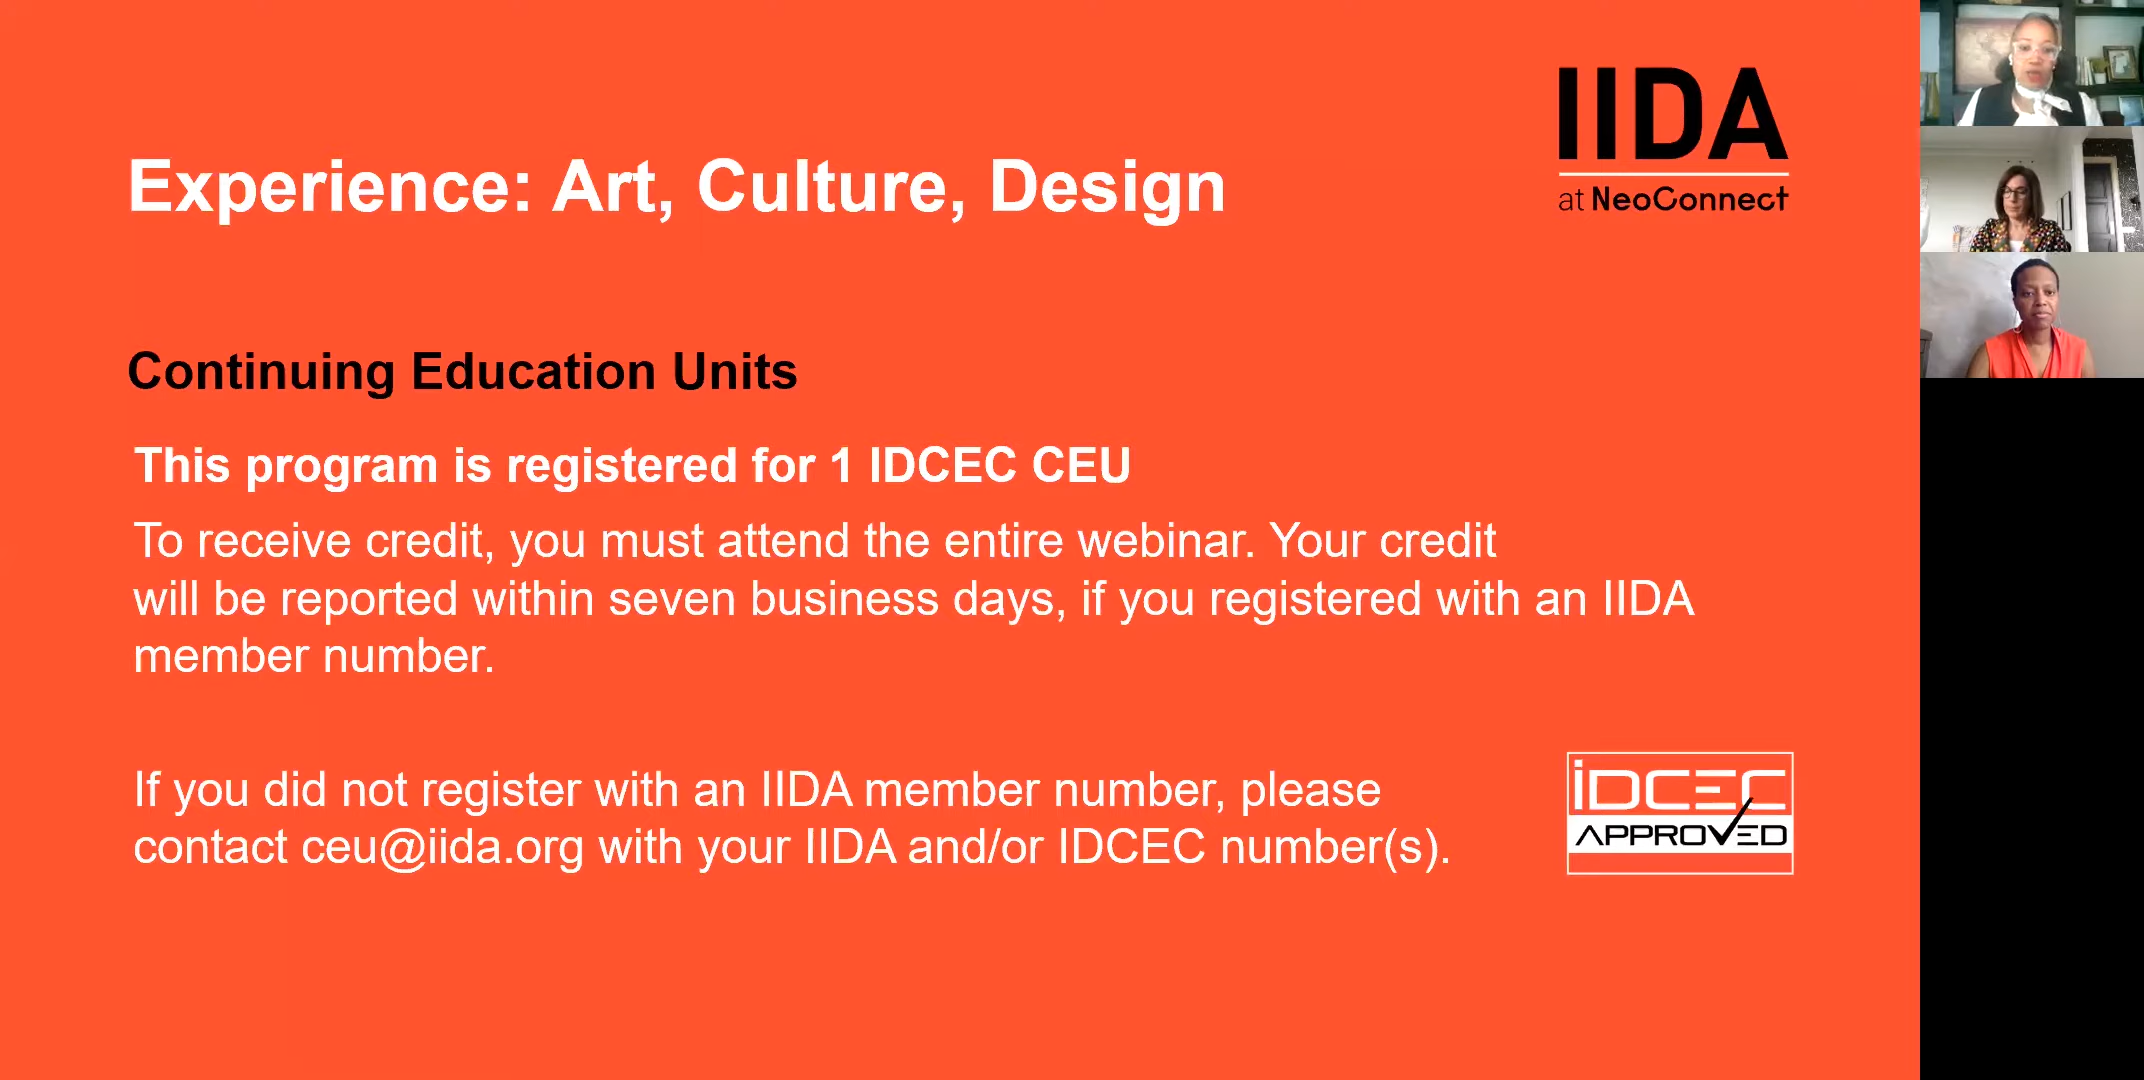 IIDA
at NeoConnect
Experience: Art, Culture, Design
Continuing Education Units
This program is registered for 1 IDCEC CEU
To receive credit, you must attend the entire webinar. Your credit
will be reported within seven business days, if you registered with an IIDA
member number.
If you did not register with an IIDA member number, please
contact ceu@iida.org with your IIDA and/or IDCEC number(s).
iDCEC
APPROVED